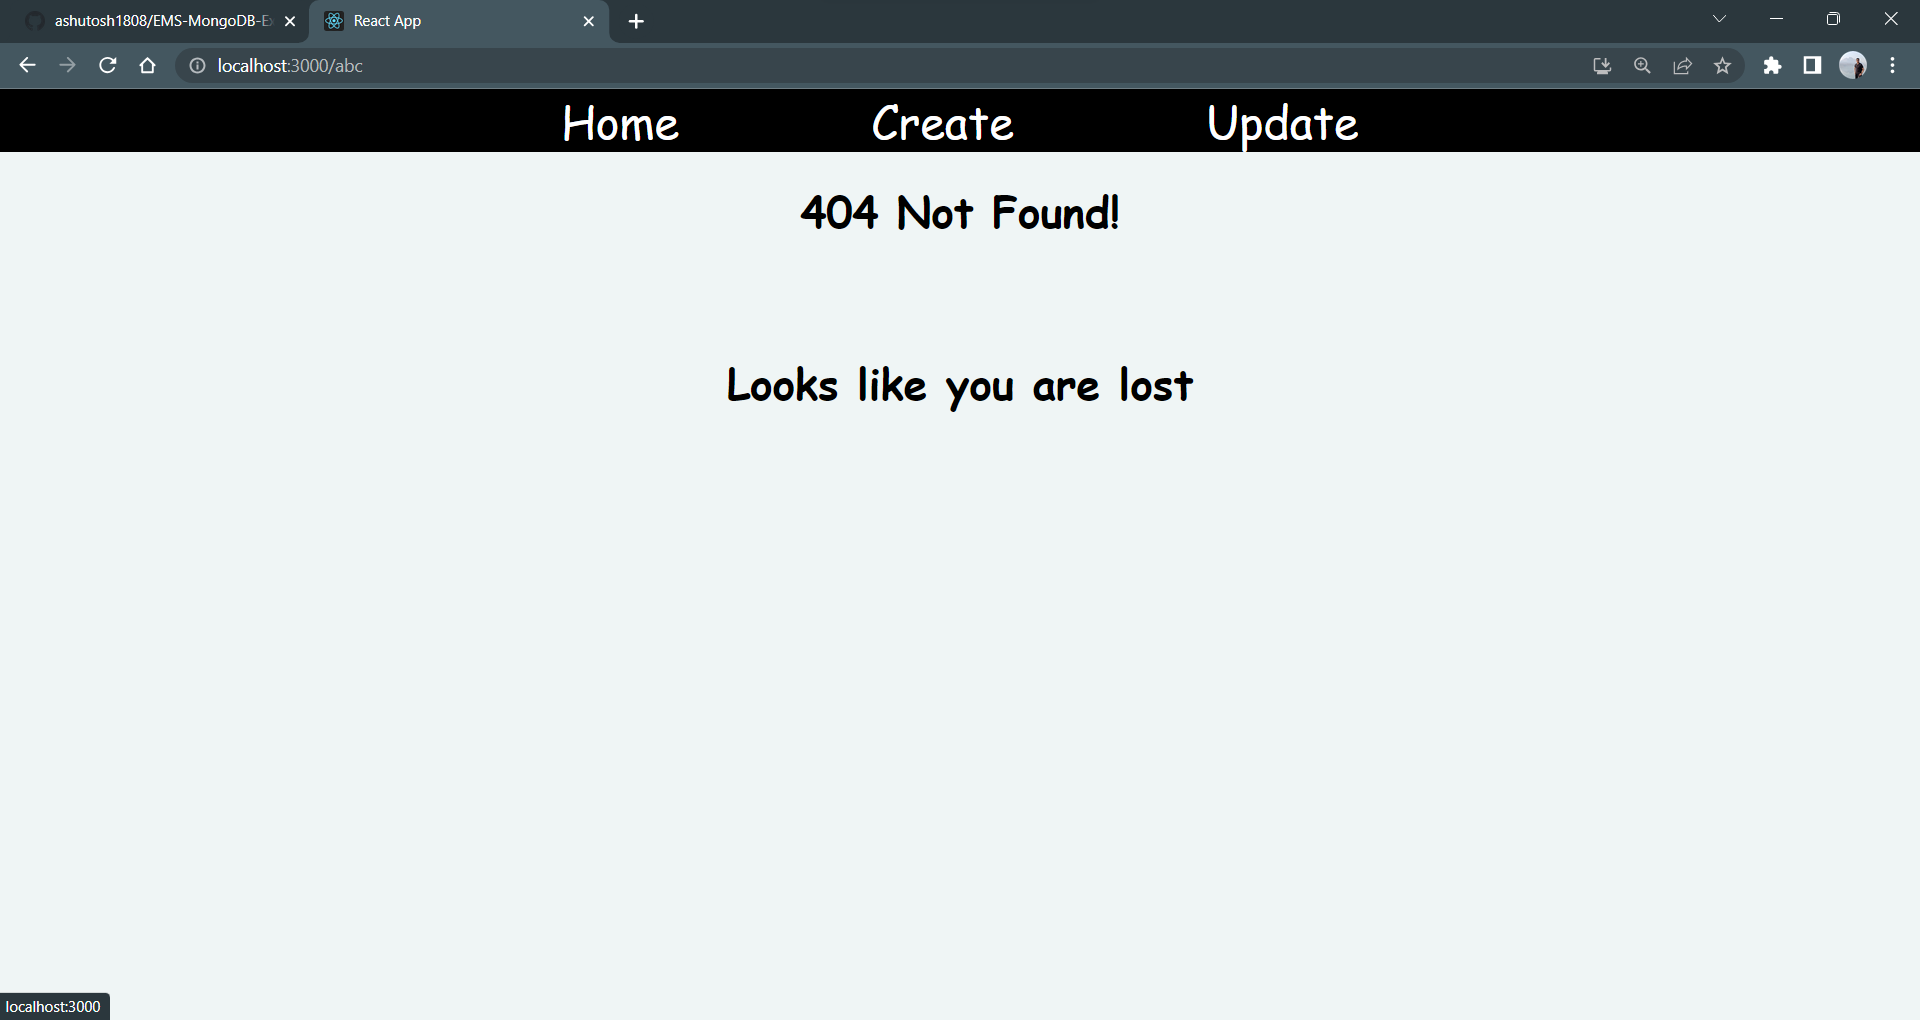 ashutosh1808/EMS-MongoDB-E
React App
localhost:3000/abc
Home Create Update
404 Not Found!
Looks like you are lost
localhost:3000